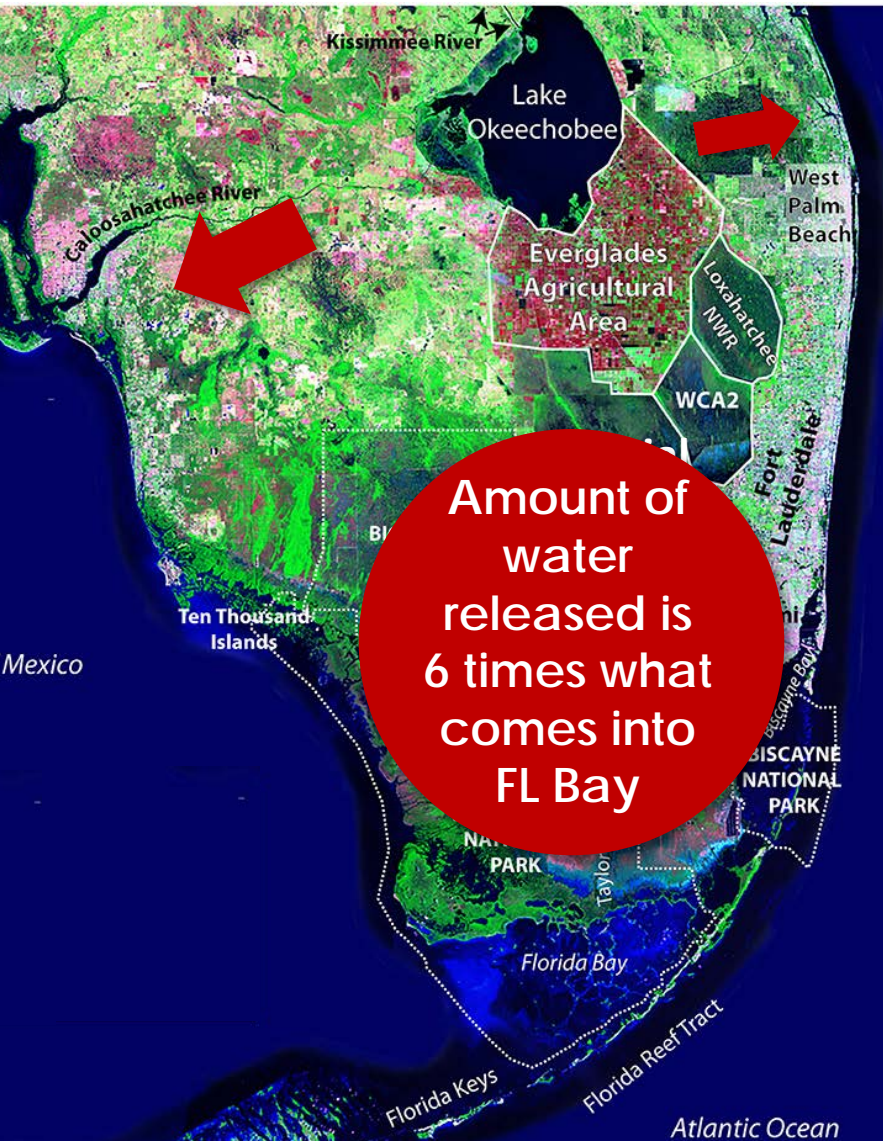 Kissimmee River
Lake
Okeechobee
West
Palm
Beach
Caloosahatchee River
Everglades
Agricultural
Area
Loxahatchee
NWR
WCA2
Fort
Lauderdale
Amount of
water
released is
6 times what
comes into
FL Bay
Ten Thousand
Islands
Mexico
Biscayne Bay
BISCAYNE
NATIONAL
PARK
PARK
Taylor
Florida Bay
Florida Keys
Florida Reef Tract
Atlantic Ocean